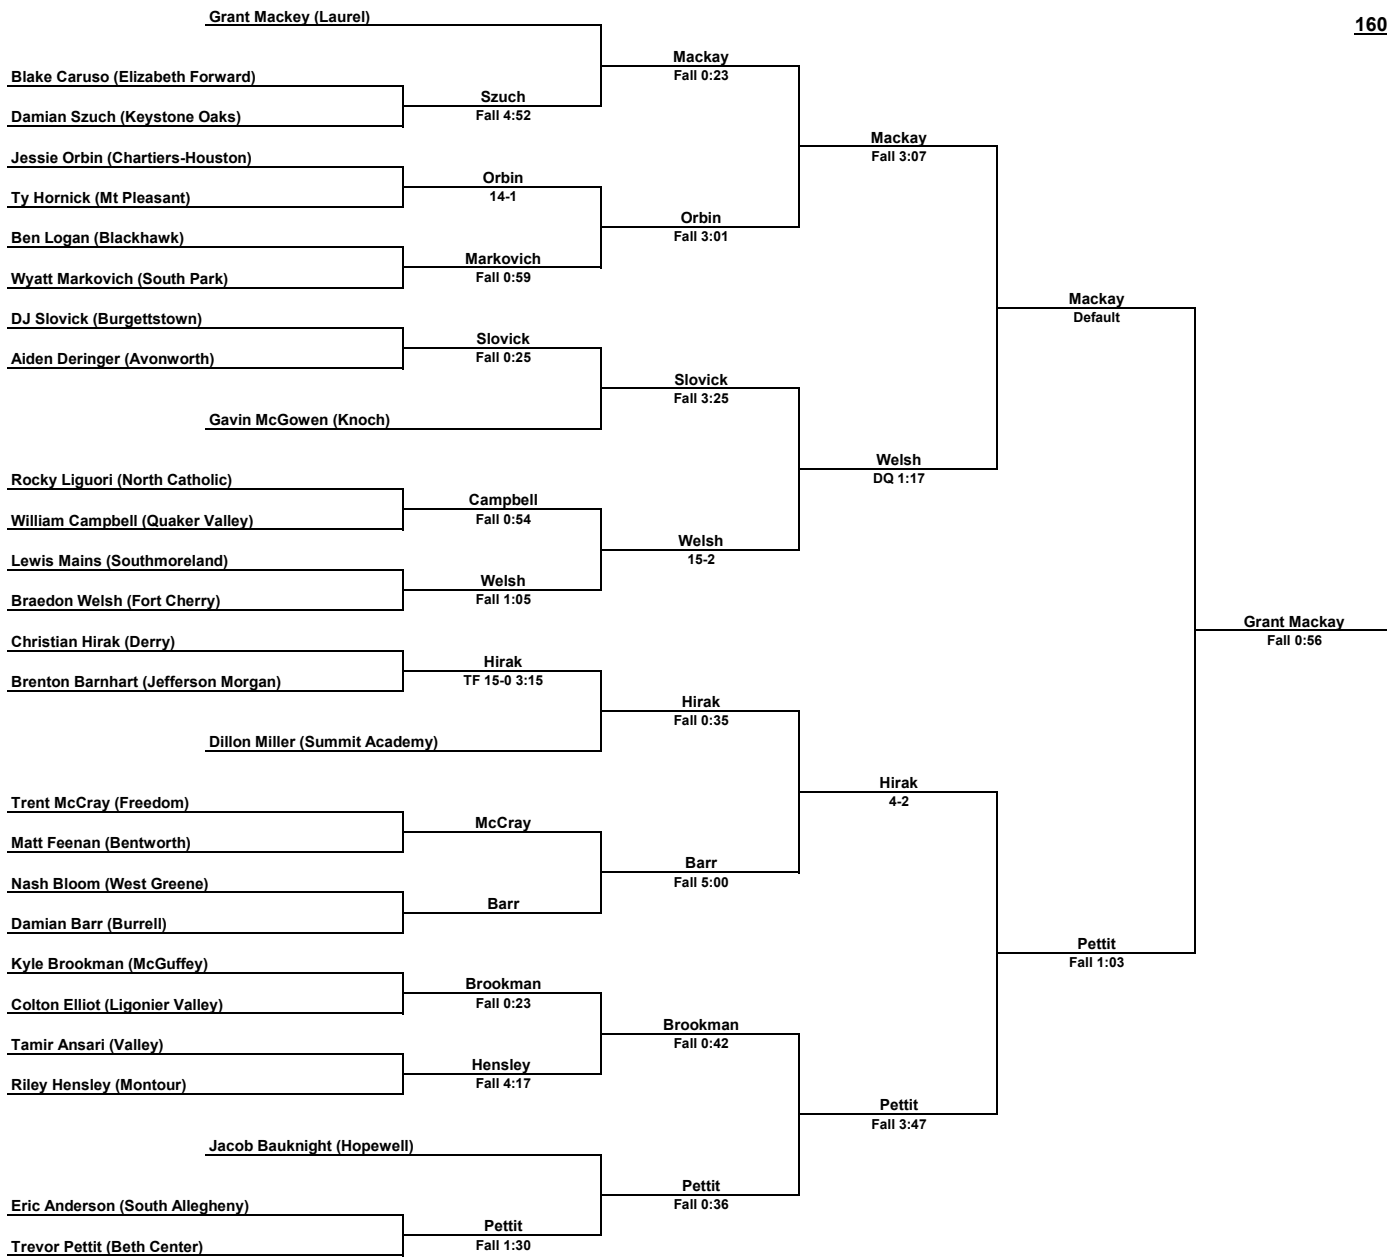 Grant Mackey (Laurel)
160
Mackay
Fall 0:23
Blake Caruso (Elizabeth Forward)
Szuch
Fall 4:52
Damian Szuch (Keystone Oaks)
Mackay
Fall 3:07
Jessie Orbin (Chartiers-Houston)
Orbin
14-1
Ty Hornick (Mt Pleasant)
Orbin
Fall 3:01
Ben Logan (Blackhawk)
Markovich
Fall 0:59
Wyatt Markovich (South Park)
Mackay
Default
DJ Slovick (Burgettstown)
Slovick
Fall 0:25
Aiden Deringer (Avonworth)
Slovick
Fall 3:25
Gavin McGowen (Knoch)
Welsh
DQ 1:17
Rocky Liguori (North Catholic)
Campbell
Fall 0:54
William Campbell (Quaker Valley)
Welsh
15-2
Lewis Mains (Southmoreland)
Welsh
Fall 1:05
Braedon Welsh (Fort Cherry)
Grant Mackay
Fall 0:56
Christian Hirak (Derry)
Hirak
TF 15-0 3:15
Brenton Barnhart (Jefferson Morgan)
Hirak
Fall 0:35
Dillon Miller (Summit Academy)
Hirak
4-2
Trent McCray (Freedom)
McCray
Matt Feenan (Bentworth)
Barr
Fall 5:00
Nash Bloom (West Greene)
Barr
Damian Barr (Burrell)
Pettit
Fall 1:03
Kyle Brookman (McGuffey)
Brookman
Fall 0:23
Colton Elliot (Ligonier Valley)
Brookman
Fall 0:42
Tamir Ansari (Valley)
Hensley
Fall 4:17
Riley Hensley (Montour)
Pettit
Fall 3:47
Jacob Bauknight (Hopewell)
Pettit
Fall 0:36
Eric Anderson (South Allegheny)
Pettit
Fall 1:30
Trevor Pettit (Beth Center)